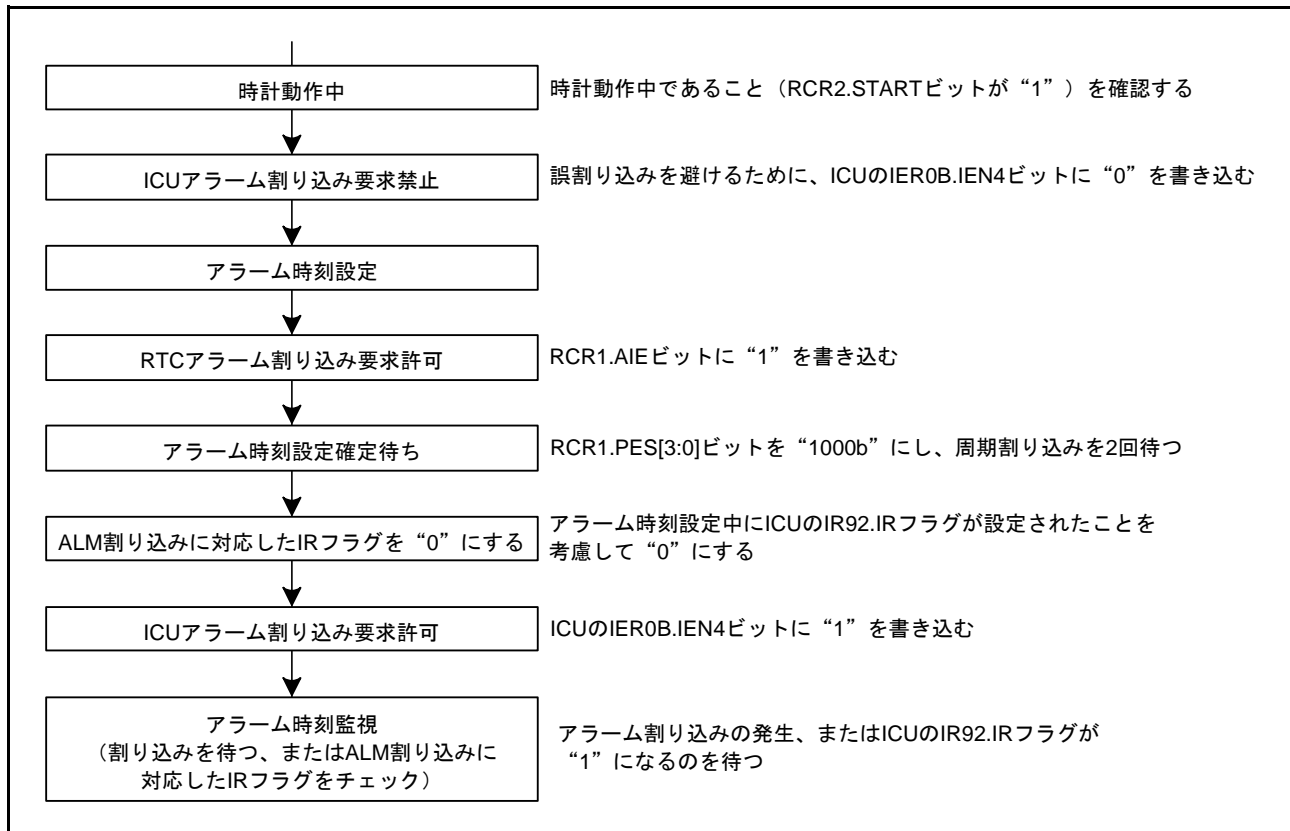 時計動作中
時計動作中であること（RCR2.STARTビットが“1”）を確認する
ICUアラーム割り込み要求禁止
誤割り込みを避けるために、ICUのIER0B.IEN4ビットに“0”を書き込む
アラーム時刻設定
RTCアラーム割り込み要求許可
RCR1.AIEビットに“1”を書き込む
アラーム時刻設定確定待ち
RCR1.PES[3:0]ビットを“1000b”にし、周期割り込みを2回待つ
ALM割り込みに対応したIRフラグを“0”にする
アラーム時刻設定中にICUのIR92.IRフラグが設定されたことを
考慮して“0”にする
ICUアラーム割り込み要求許可
ICUのIER0B.IEN4ビットに“1”を書き込む
アラーム時刻監視
（割り込みを待つ、またはALM割り込みに
対応したIRフラグをチェック）
アラーム割り込みの発生、またはICUのIR92.IRフラグが
“1”になるのを待つ